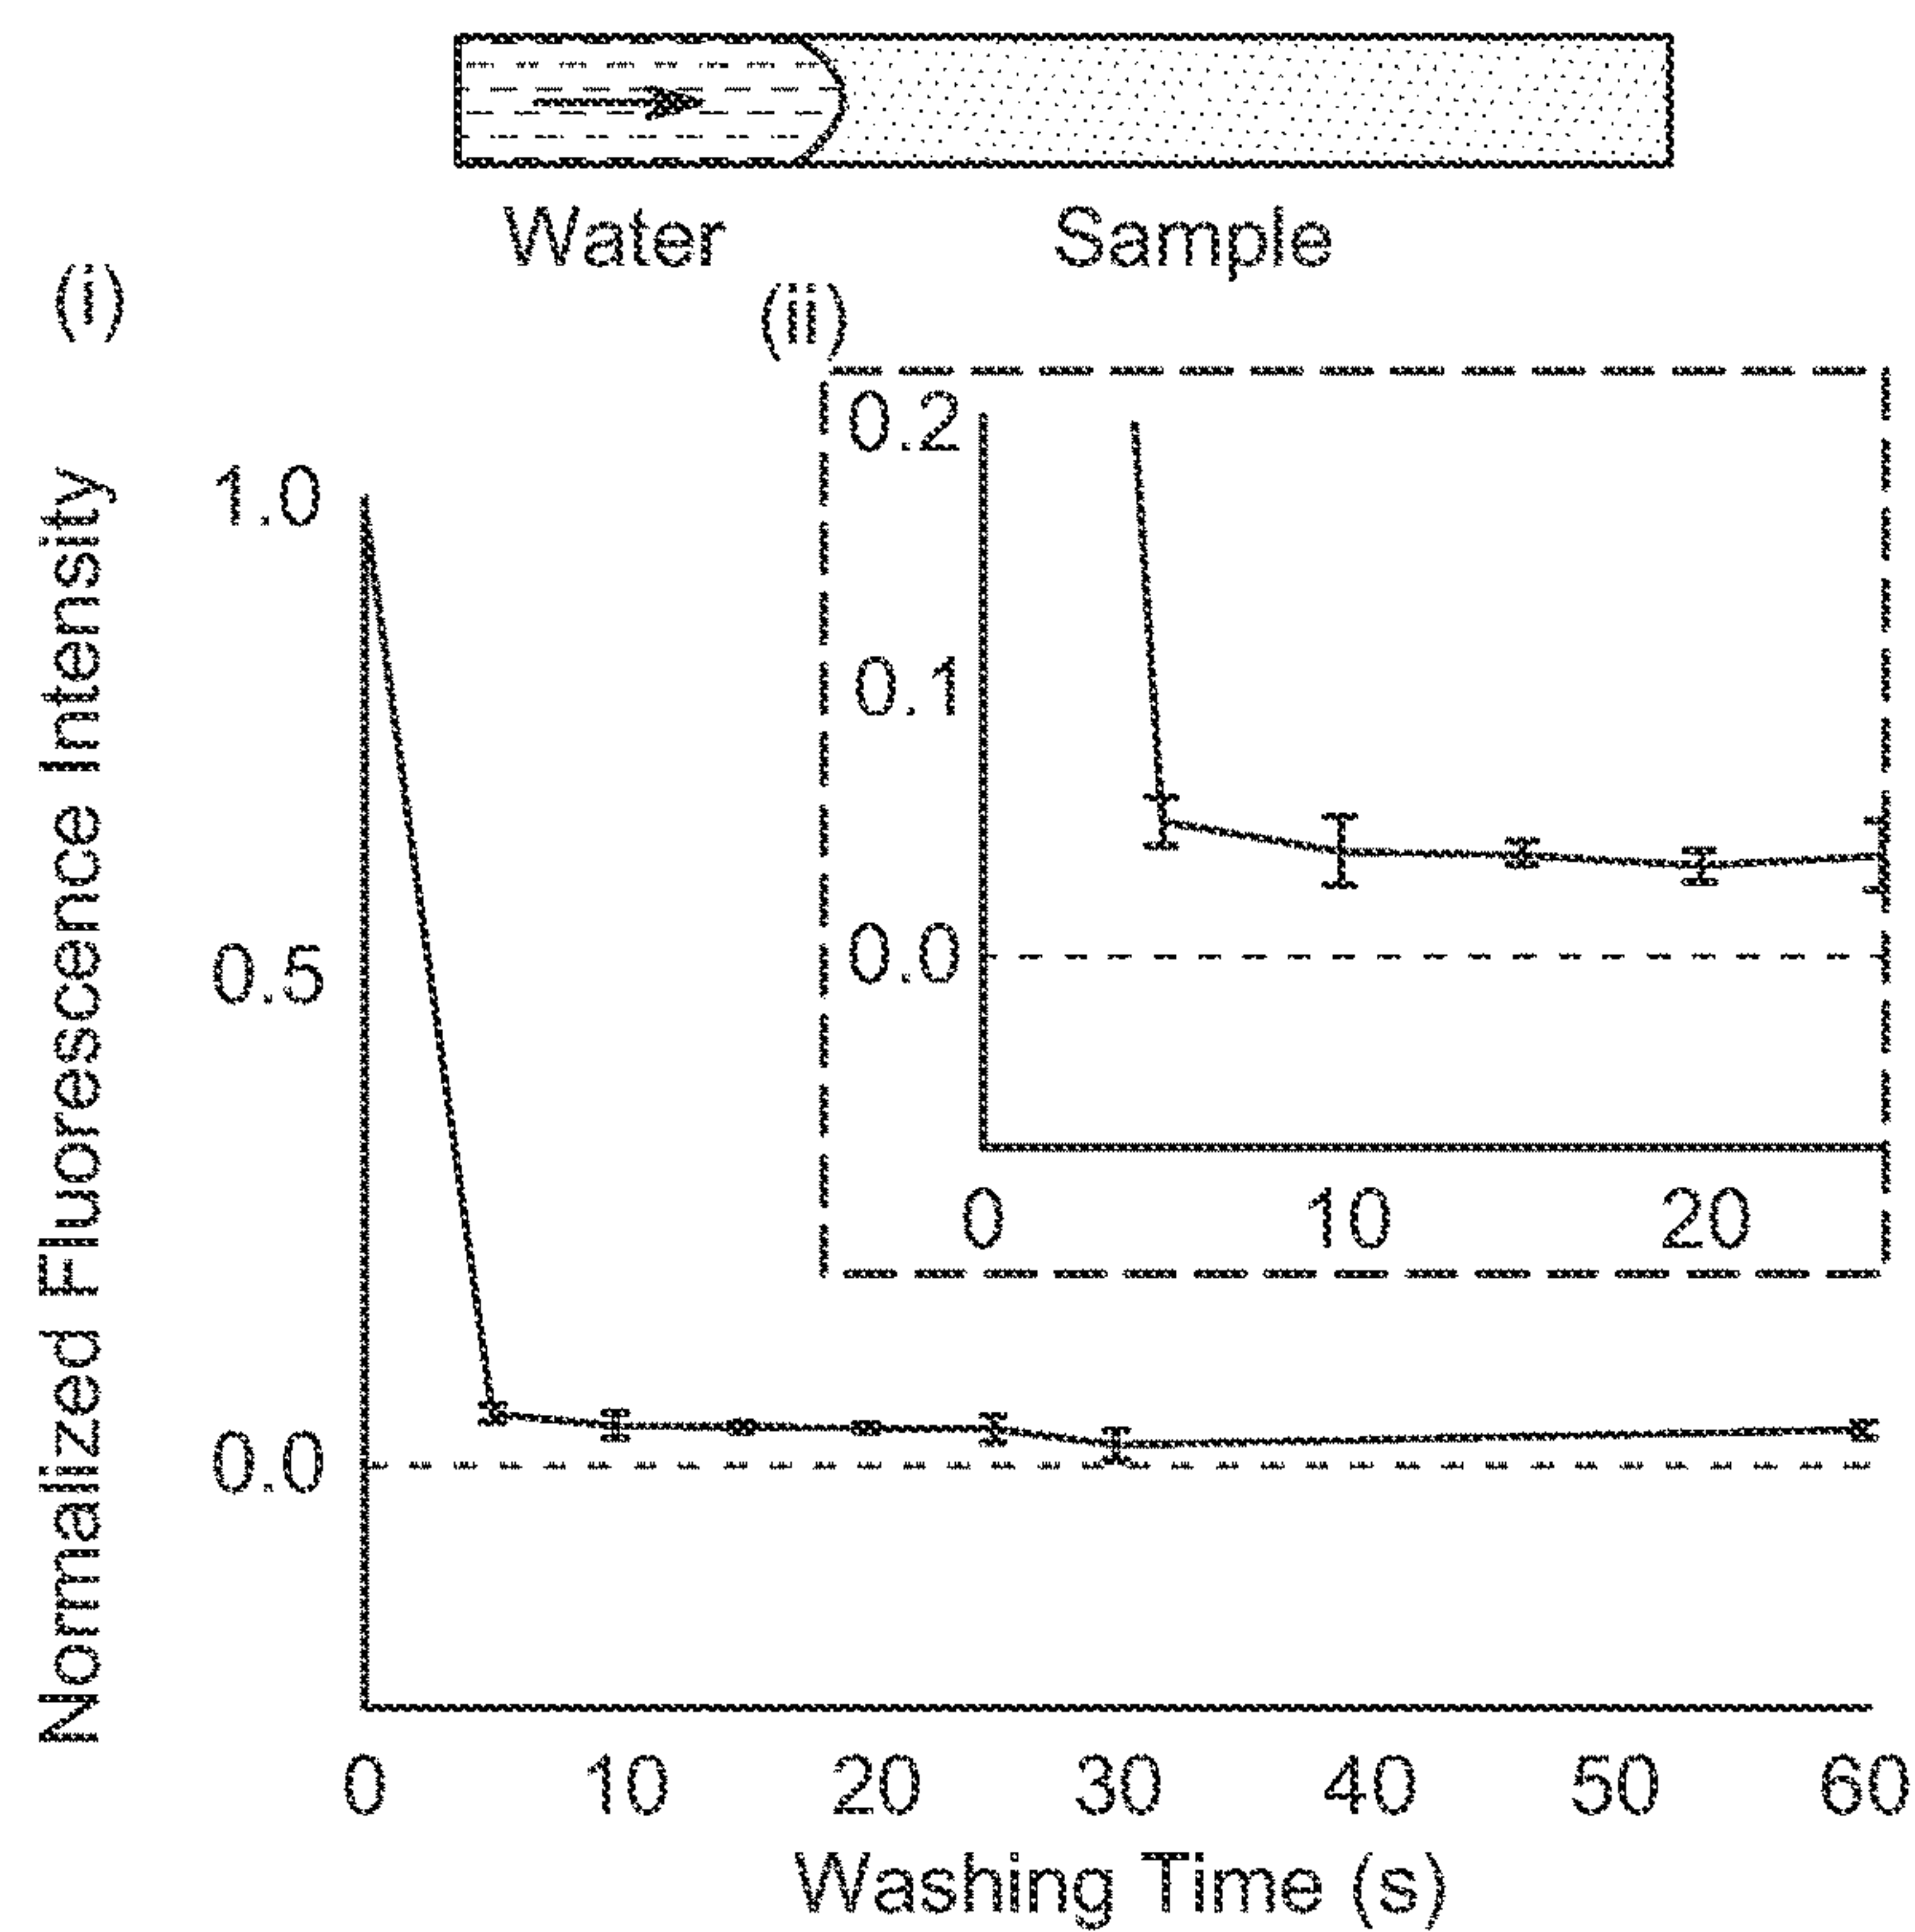 Water
Sample
(i)
(ii)
Normalized Fluorescence Intensity
1.0
0.5
0.0
0.2
0.1
0.0
0 10 20
0 10 20 30 40 50 60
Washing Time (s)